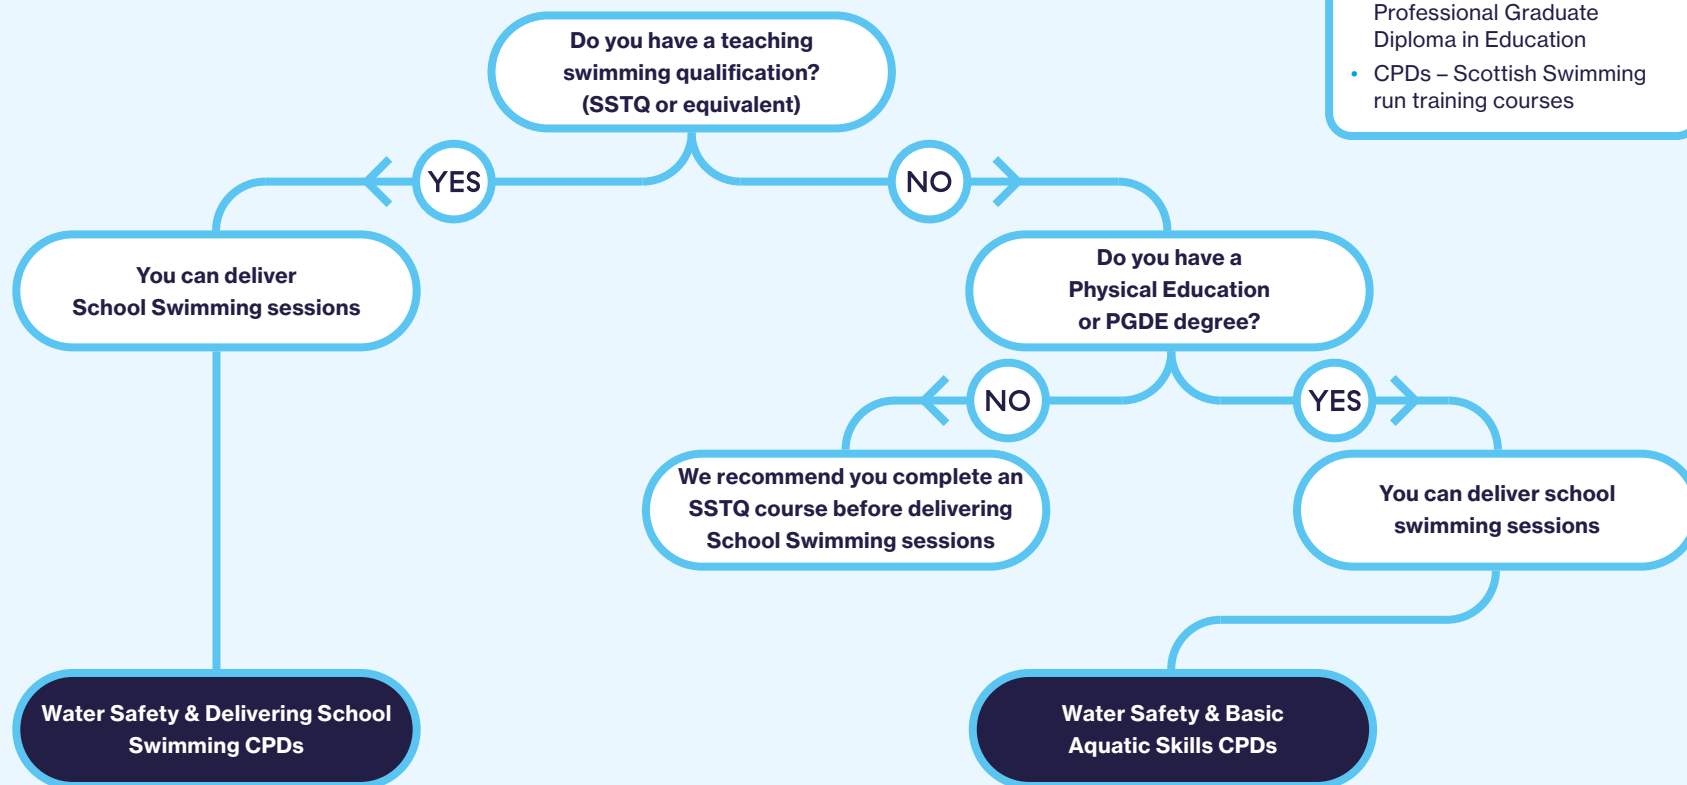 Professional Graduate
Diploma in Education
• CPDs – Scottish Swimming
run training courses
Do you have a teaching
swimming qualification?
(SSTQ or equivalent)
YES
NO
You can deliver
School Swimming sessions
Do you have a
Physical Education
or PGDE degree?
NO
YES
We recommend you complete an
SSTQ course before delivering
School Swimming sessions
You can deliver school
swimming sessions
Water Safety & Delivering School
Swimming CPDs
Water Safety & Basic
Aquatic Skills CPDs